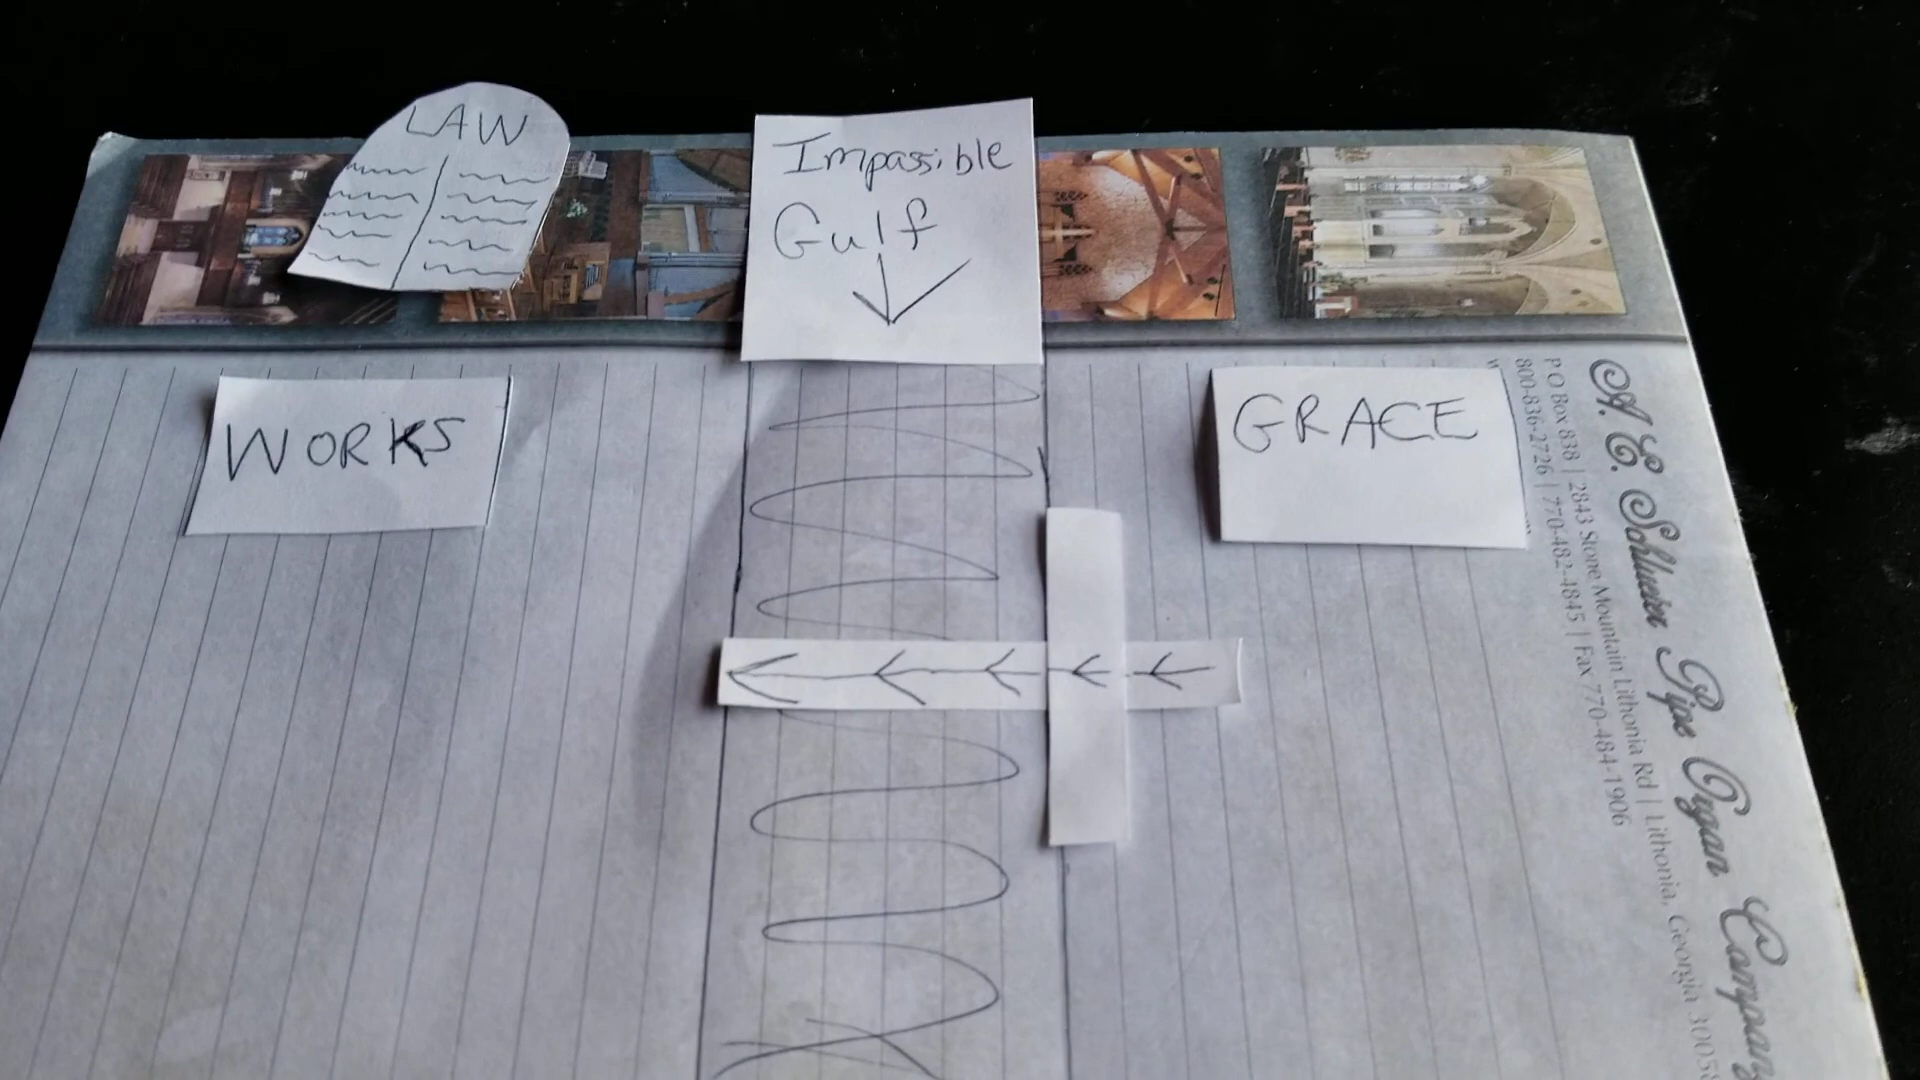 LAW
Impassible
Gulf
WORKS
GRACE
A. E. Schlueter Pipe Organ Company
P O Box 838 | 2843 Stone Mountain Lithonia Rd | Lithonia, Georgia 30058
800-836-2726 | 770-482-4845 | Fax 770-484-1906